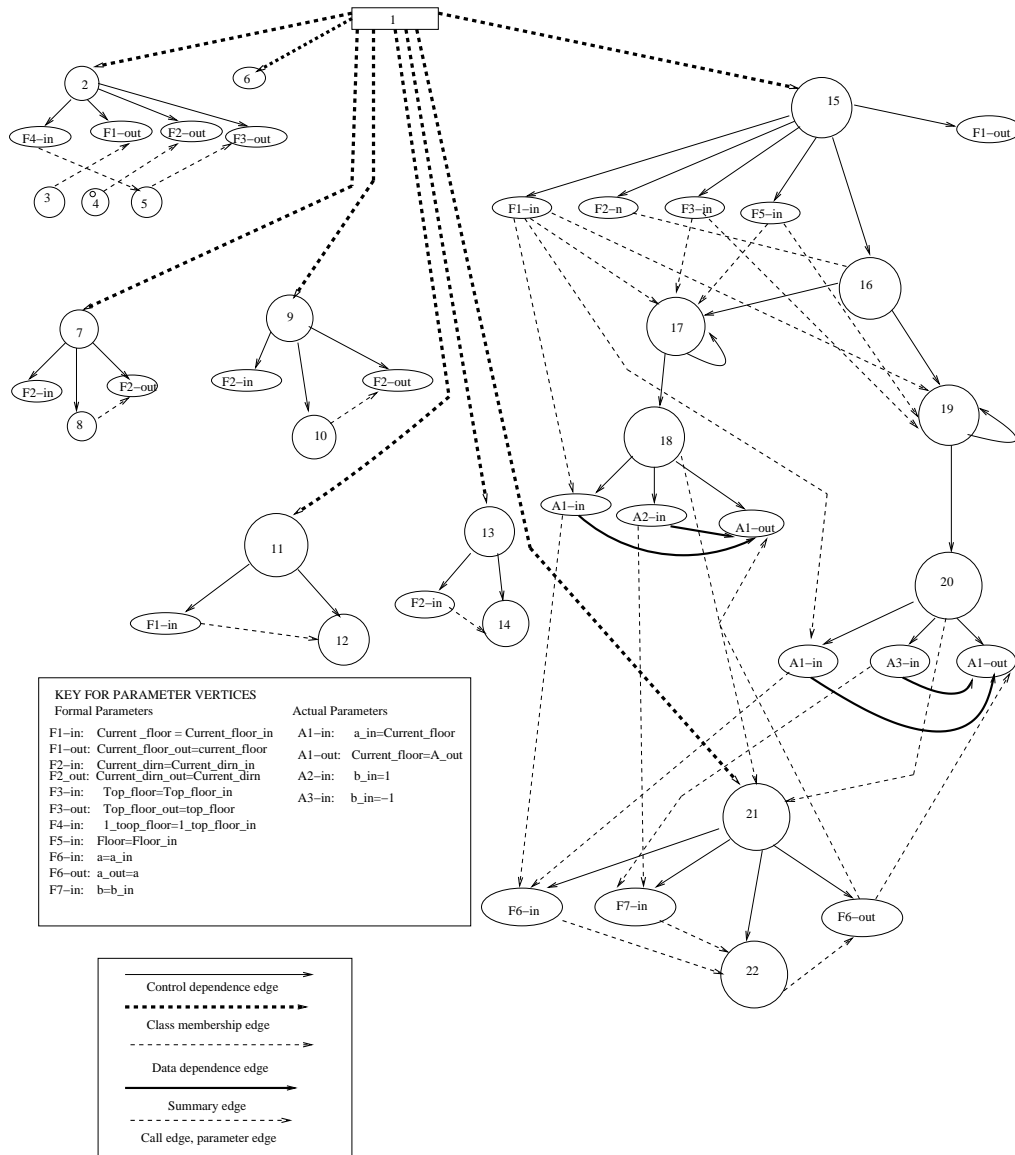 1
2
6
15
F4-in
F1-out
F2-out
F3-out
F1-out
3
4
5
F1-in
F2-n
F3-in
F5-in
16
7
9
17
F2-in
F2-out
F2-in
F2-out
19
8
10
18
A1-in
A2-in
A1-out
11
13
20
F1-in
12
F2-in
14
A1-in
A3-in
A1-out
KEY FOR PARAMETER VERTICES
Formal Parameters
F1-in: Current _floor = Current_floor_in
F1-out: Current_floor_out=current_floor
F2-in: Current_dirn=Current_dirn_in
F2_out: Current_dirn_out=Current_dirn
F3-in: Top_floor=Top_floor_in
F3-out: Top_floor_out=top_floor
F4-in: 1_toop_floor=1_top_floor_in
F5-in: Floor=Floor_in
F6-in: a=a_in
F6-out: a_out=a
F7-in: b=b_in
Actual Parameters
A1-in: a_in=Current_floor
A1-out: Current_floor=A_out
A2-in: b_in=1
A3-in: b_in=-1
21
F6-in
F7-in
F6-out
22
Control dependence edge
Class membership edge
Data dependence edge
Summary edge
Call edge, parameter edge